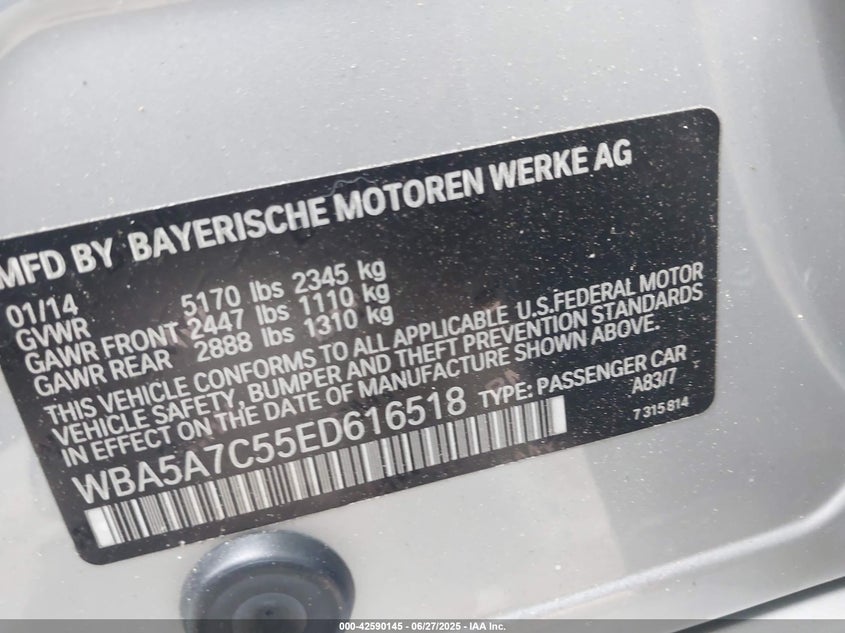 MFD BY BAYERISCHE MOTOREN WERKE AG
01/14
GVWR 5170 lbs 2345 kg
GAWR FRONT 2447 lbs 1110 kg
GAWR REAR 2888 lbs 1310 kg
THIS VEHICLE CONFORMS TO ALL APPLICABLE U.S.FEDERAL MOTOR
VEHICLE SAFETY, BUMPER AND THEFT PREVENTION STANDARDS
IN EFFECT ON THE DATE OF MANUFACTURE SHOWN ABOVE.
WBA5A7C55ED616518 TYPE: PASSENGER CAR
A83/7
7 315 814
000-42590145 - 06/27/2025 - IAA, Inc.